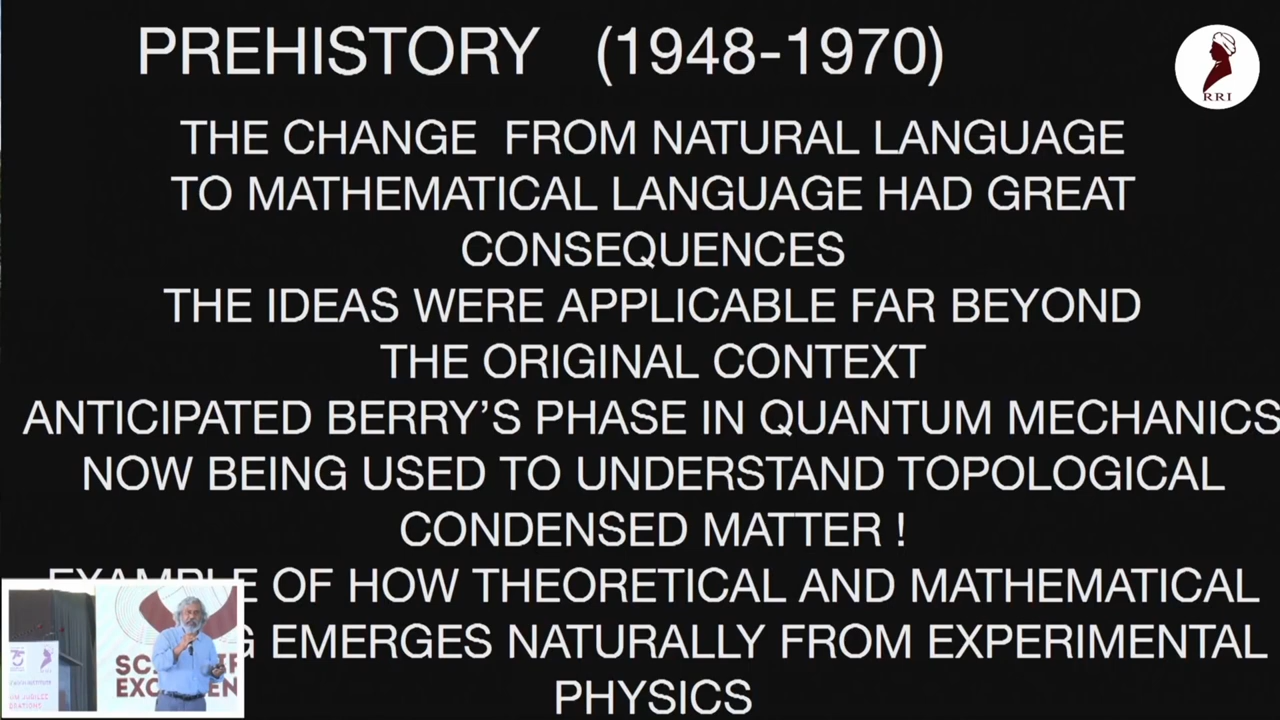 PREHISTORY (1948-1970)
RRI
THE CHANGE FROM NATURAL LANGUAGE
TO MATHEMATICAL LANGUAGE HAD GREAT
CONSEQUENCES
THE IDEAS WERE APPLICABLE FAR BEYOND
THE ORIGINAL CONTEXT
ANTICIPATED BERRY'S PHASE IN QUANTUM MECHANICS
NOW BEING USED TO UNDERSTAND TOPOLOGICAL
CONDENSED MATTER !
EXAMPLE OF HOW THEORETICAL AND MATHEMATICAL
G EMERGES NATURALLY FROM EXPERIMENTAL
PHYSICS